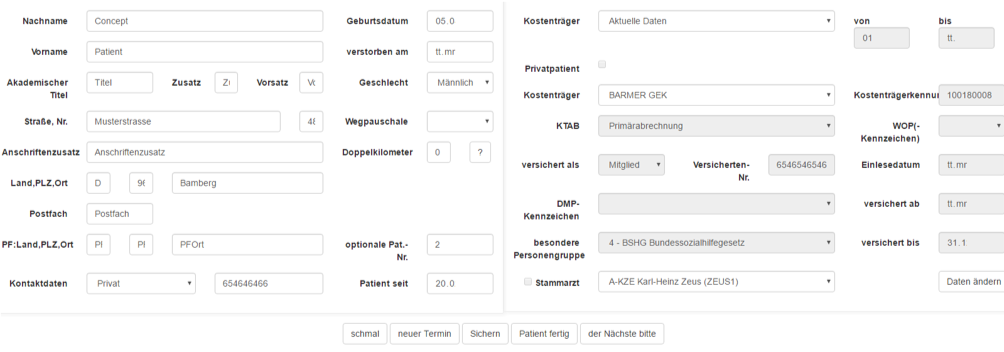 Nachname Concept Geburtsdatum 05.0
Vorname Patient verstorben am tt.mr
Akademischer Titel Titel Zusatz Zu Vorsatz Vo Geschlecht Männlich
Straße, Nr. Musterstrasse 48 Wegpauschale
Anschriftenzusatz Anschriftenzusatz Doppelkilometer 0 ?
Land,PLZ,Ort D 96 Bamberg
Postfach Postfach
PF:Land,PLZ,Ort Pl Pl PFOrt optionale Pat.-Nr. 2
Kontaktdaten Privat 654646466 Patient seit 20.0
Kostenträger Aktuelle Daten von 01 bis tt.
Privatpatient
Kostenträger BARMER GEK Kostenträgerkennun 100180008
KTAB Primärabrechnung WOP(-Kennzeichen)
versichert als Mitglied Versicherten-Nr. 6546546546 Einlesedatum tt.mr
DMP-Kennzeichen versichert ab tt.mr
besondere Personengruppe 4 - BSHG Bundessozialhilfegesetz versichert bis 31.1
Stammarzt A-KZE Karl-Heinz Zeus (ZEUS1) Daten ändern
schmal neuer Termin Sichern Patient fertig der Nächste bitte